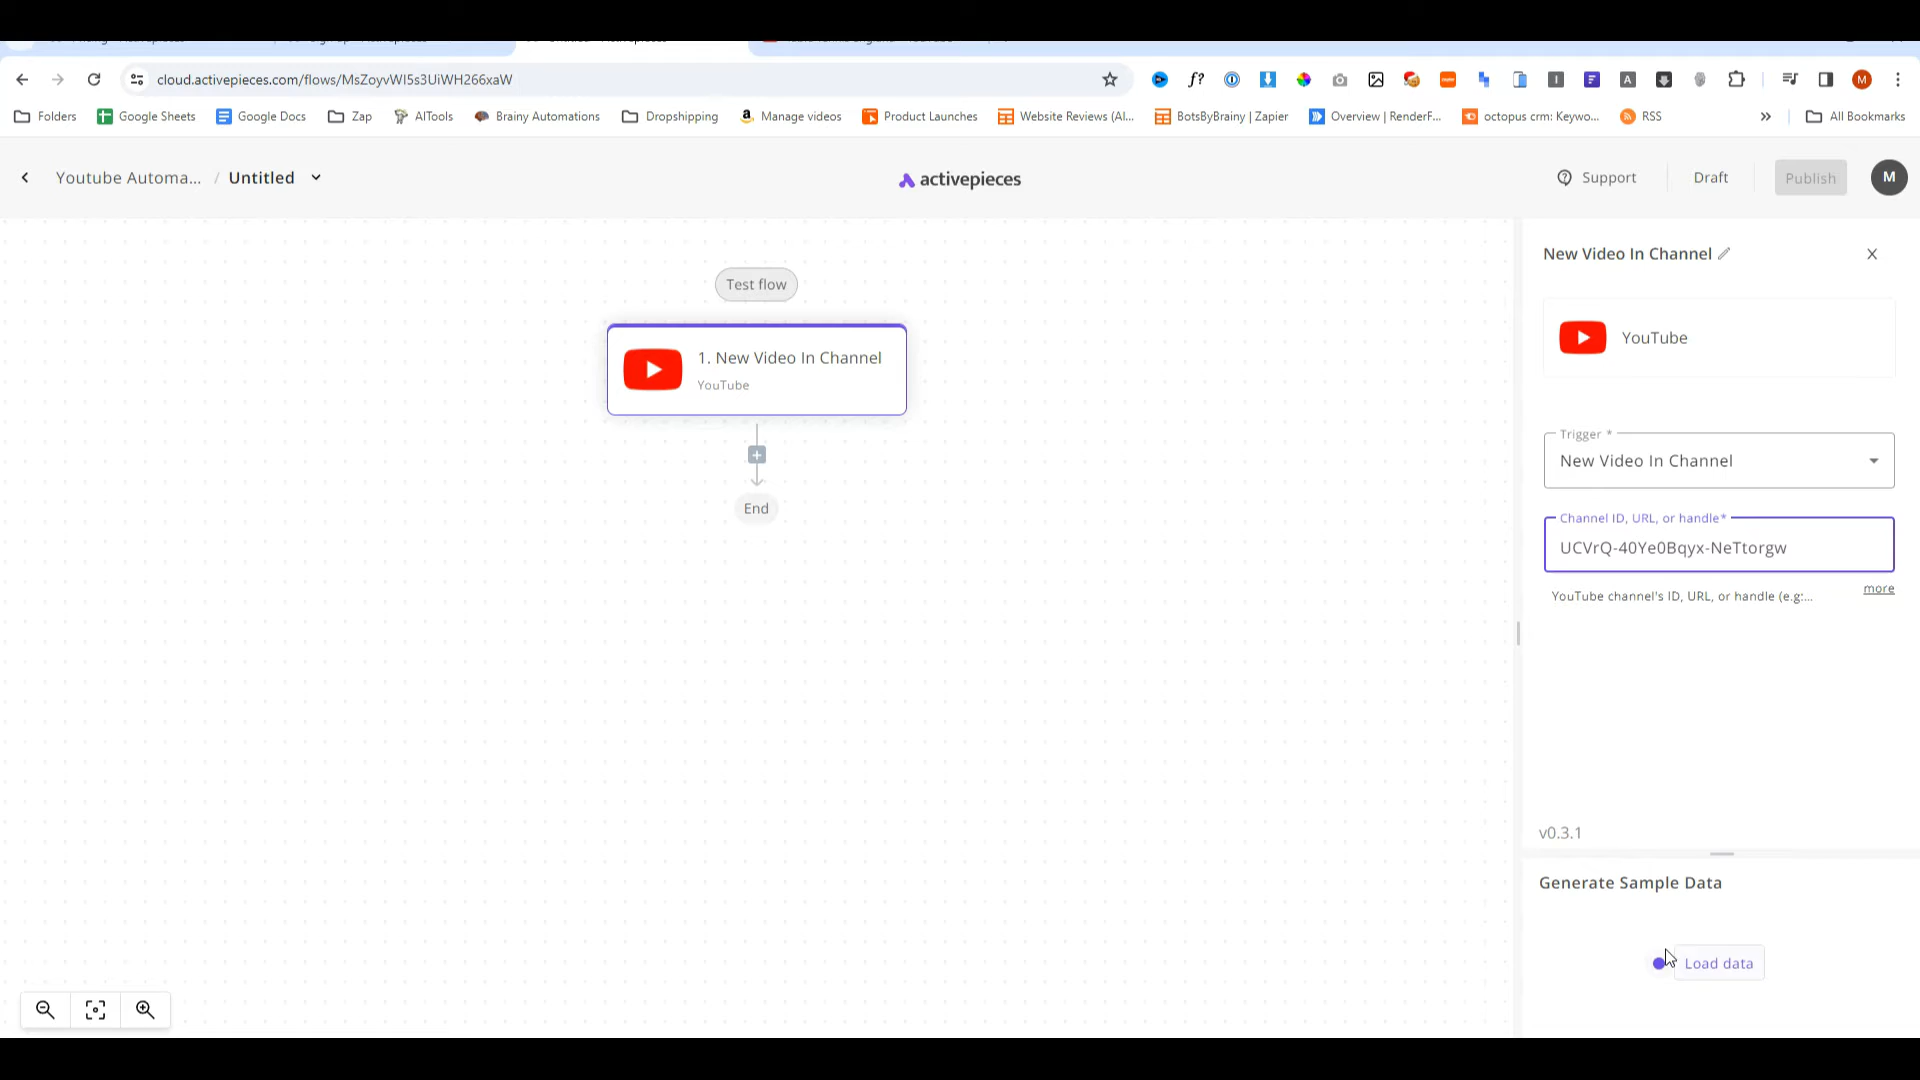 cloud.activepieces.com/flows/MsZoyvWI5s3UiWH266xaW
Folders
Google Sheets
Google Docs
Zap
AITools
Brainy Automations
Dropshipping
Manage videos
Product Launches
Website Reviews (AI...
BotsByBrainy | Zapier
Overview | RenderF...
octopus crm: Keywo...
RSS
All Bookmarks
Youtube Automa... / Untitled
activepieces
Support
Draft
Publish
M
Test flow
1. New Video In Channel
YouTube
End
New Video In Channel
YouTube
Trigger *
New Video In Channel
Channel ID, URL, or handle*
UCVrQ-40Ye0Bqyx-NeTtorgw
YouTube channel's ID, URL, or handle (e.g:...
more
v0.3.1
Generate Sample Data
Load data